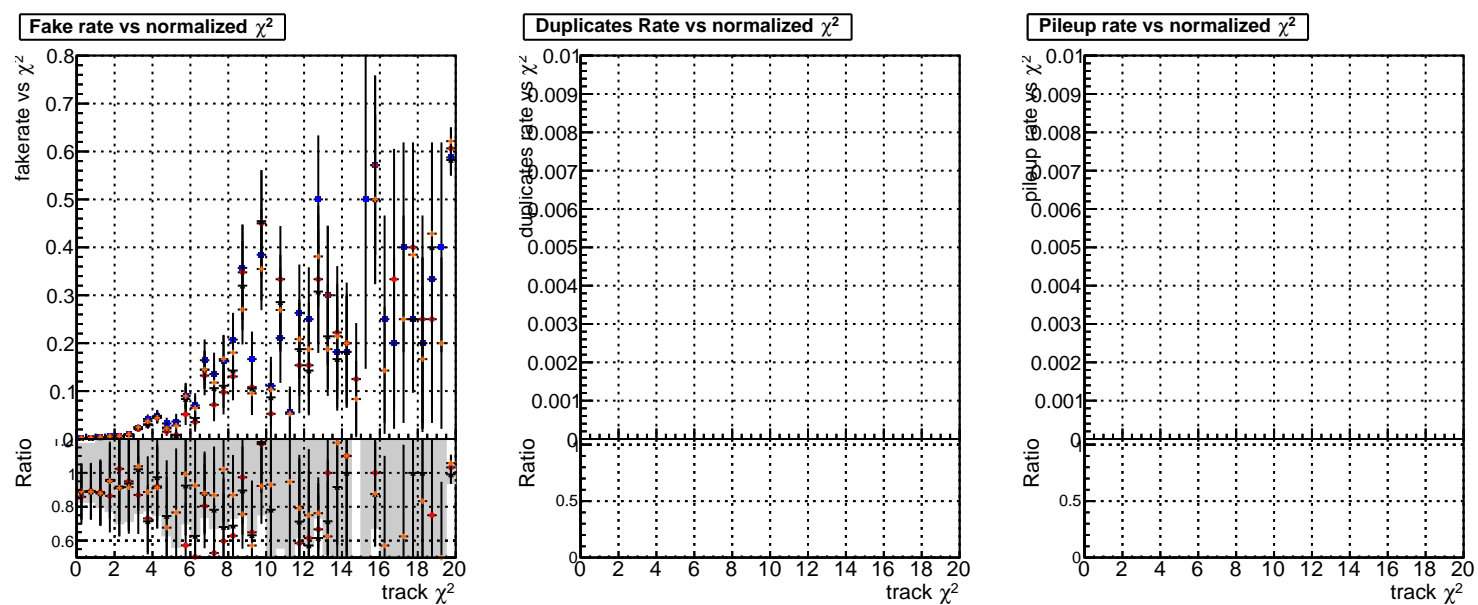 Fake rate vs normalized χ²
Duplicates Rate vs normalized χ²
Pileup rate vs normalized χ²
fakerate vs χ²
0.8
0.7
0.6
0.5
0.4
0.3
0.2
0.1
0
Ratio
1
0.8
0.6
0 2 4 6 8 10 12 14 16 18 20
track χ²
duplicates rate vs χ²
0.01
0.009
0.008
0.007
0.006
0.005
0.004
0.003
0.002
0.001
0
Ratio
1
0.5
0
0 2 4 6 8 10 12 14 16 18 20
track χ²
pileup rate vs χ²
0.01
0.009
0.008
0.007
0.006
0.005
0.004
0.003
0.002
0.001
0
Ratio
1
0.5
0
0 2 4 6 8 10 12 14 16 18 20
track χ²